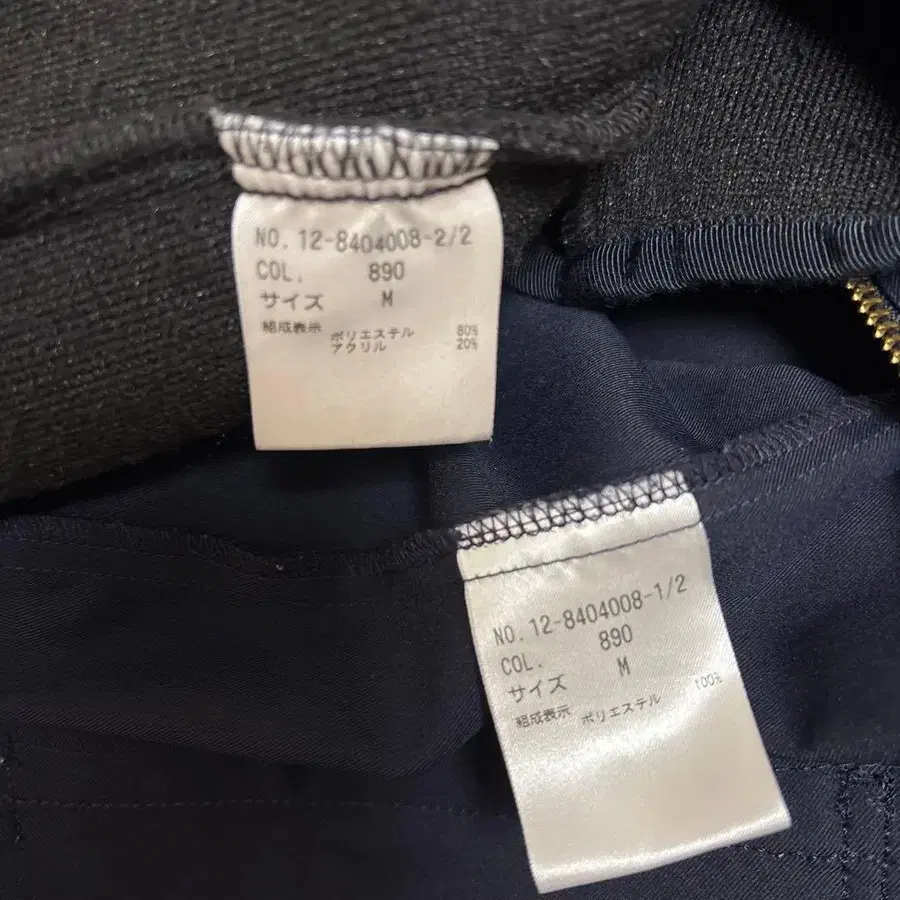 NO. 12-8404008-2/2
COL. 890
サイズ M
組成表示 ポリエステル 80%
アクリル 20%
NO. 12-8404008-1/2
COL. 890
サイズ M
組成表示 ポリエステル 100%